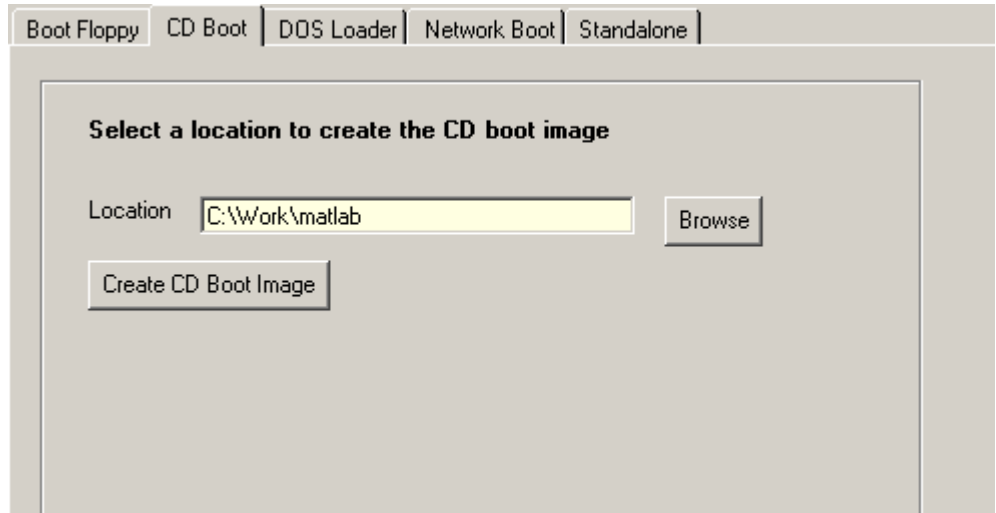 Boot Floppy CD Boot DOS Loader Network Boot Standalone
Select a location to create the CD boot image
Location C:\Work\matlab Browse
Create CD Boot Image